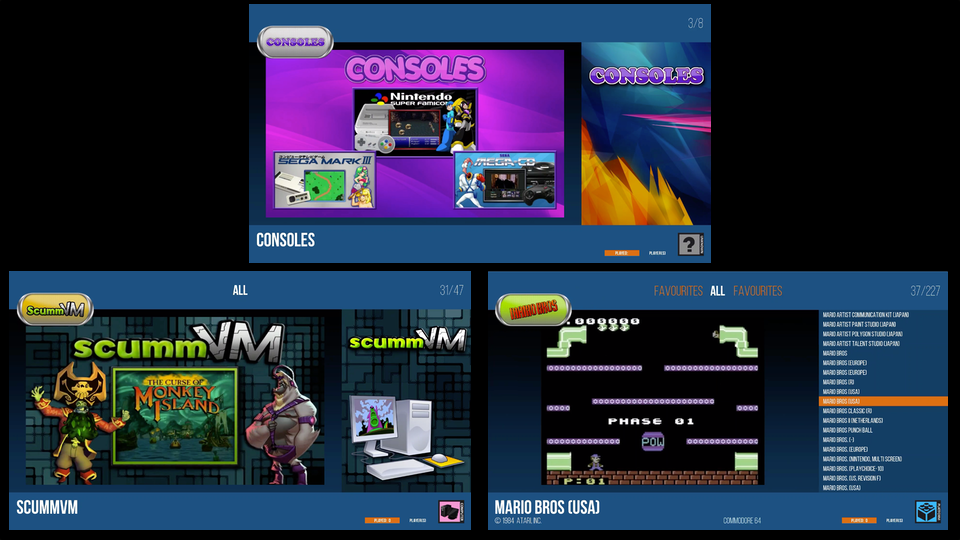 3/8
CONSOLES
CONSOLES
CONSOLES
Nintendo
SUPER FAMICOM
SEGA MARK III
SEGA
MEGA-CD
CONSOLES
PLAYERS
ALL
31/47
ScummVM
scummVM
scummVM
THE CURSE OF
MONKEY
ISLAND
SCUMMVM
PLAYERS
FAVOURITES ALL FAVOURITES
37/227
MARIO BROS
000000
PHASE 01
POW
P:01
MARIO ARTIST COMMUNICATION KIT (JAPAN)
MARIO ARTIST PAINT STUDIO (JAPAN)
MARIO ARTIST POLYGON STUDIO (JAPAN)
MARIO ARTIST TALENT STUDIO (JAPAN)
MARIO BROS
MARIO BROS (EUROPE)
MARIO BROS (EUROPE)
MARIO BROS (R)
MARIO BROS (USA)
MARIO BROS (USA)
MARIO BROS CLASSIC (R)
MARIO BROS II (NETHERLANDS)
MARIO BROS PUNCH BALL
MARIO BROS. (-)
MARIO BROS. (EUROPE)
MARIO BROS. (NINTENDO, MULTI SCREEN)
MARIO BROS. (PLAYCHOICE-10)
MARIO BROS. (US, REVISION F)
MARIO BROS. (USA)
MARIO BROS (USA)
© 1984 ATARI, INC.
COMMODORE 64
PLAYERS